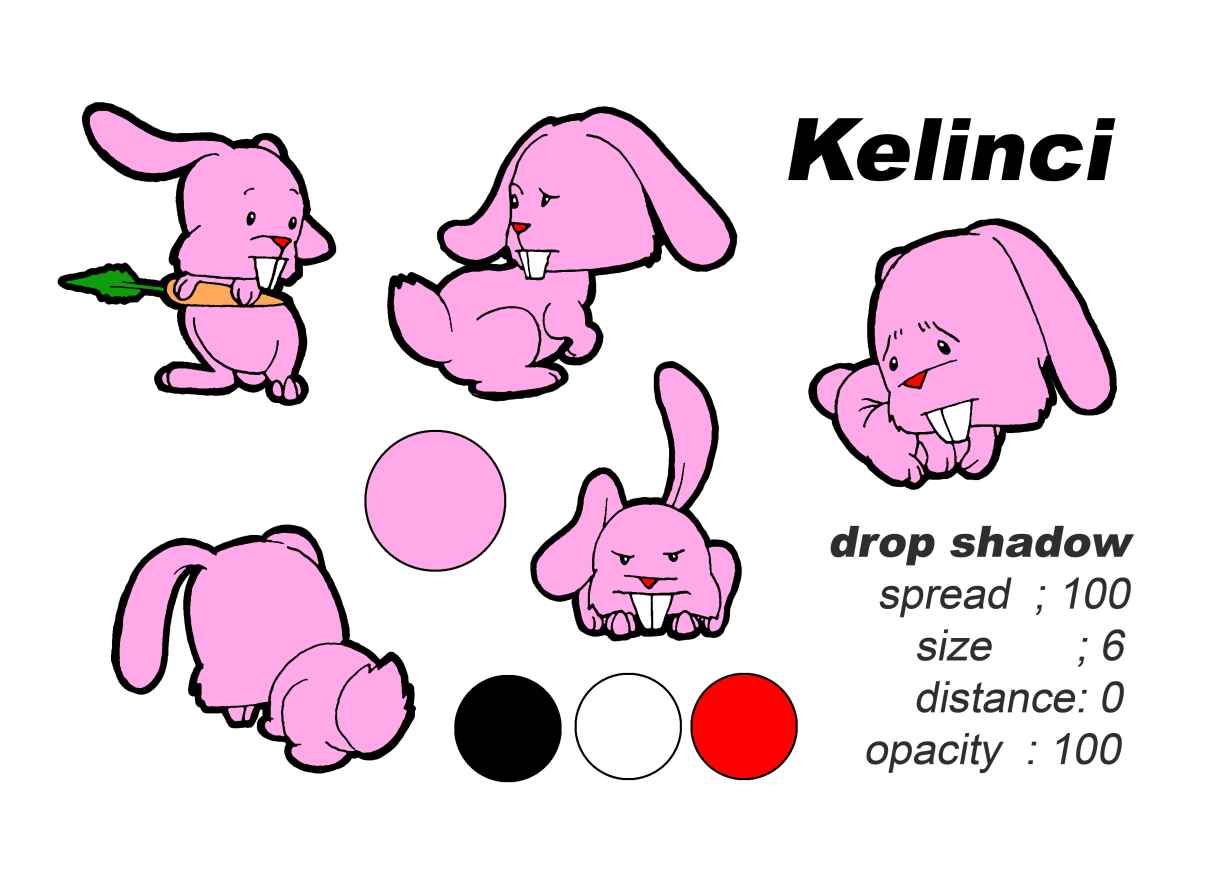 Kelinci
drop shadow
spread ; 100
size ; 6
distance: 0
opacity : 100